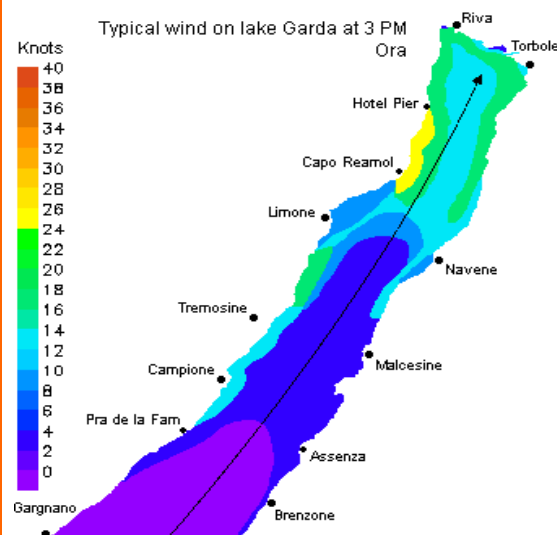 Typical wind on lake Garda at 3 PM
Ora
Knots
40
38
36
34
32
30
28
26
24
22
20
18
16
14
12
10
8
6
4
2
0
Riva
Torbole
Hotel Pier
Capo Reamol
Limone
Navene
Tremosine
Malcesine
Campione
Pra de la Fam
Assenza
Gargnano
Brenzone